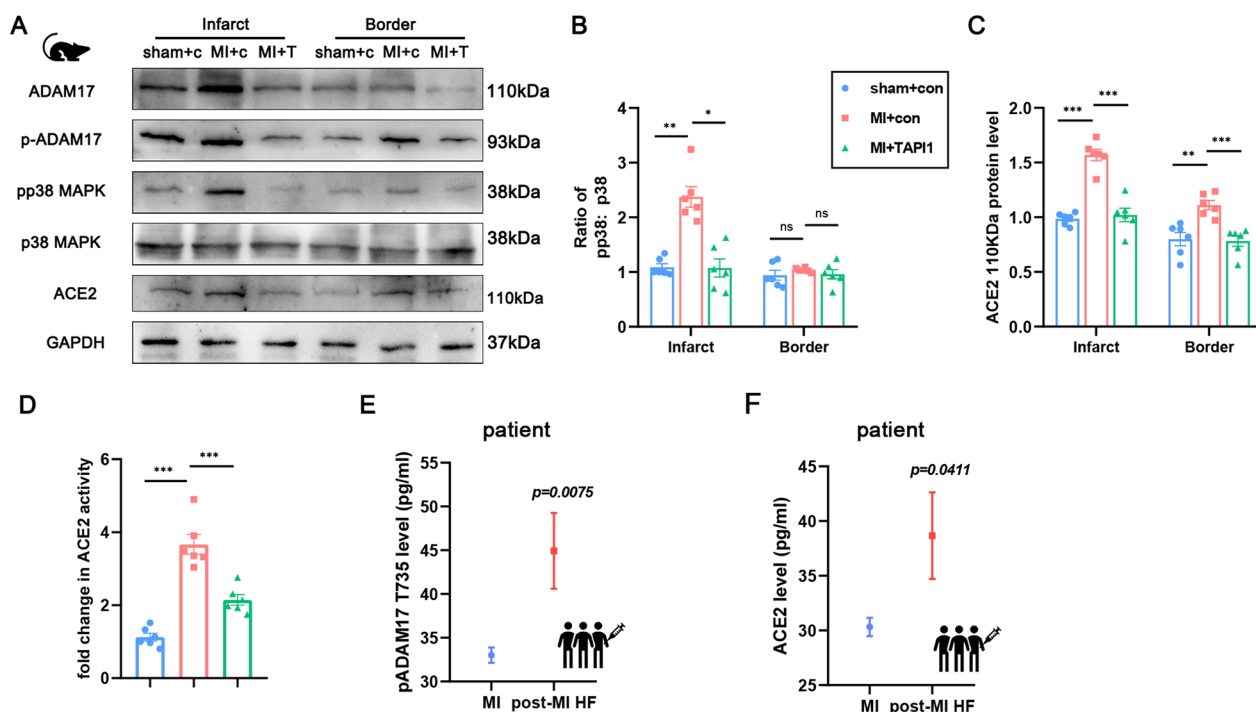 A
Infarct
Border
sham+c MI+c MI+T sham+c MI+c MI+T
ADAM17
110kDa
p-ADAM17
93kDa
pp38 MAPK
38kDa
p38 MAPK
38kDa
ACE2
110kDa
GAPDH
37kDa
B
Ratio of
pp38: p38
4
3
2
1
0
**
*
ns
ns
Infarct
Border
sham+con
MI+con
MI+TAPI1
C
ACE2 110KDa protein level
2.0
1.5
1.0
0.5
0.0
***
***
**
***
Infarct
Border
D
fold change in ACE2 activity
6
4
2
0
***
***
E
patient
pADAM17 T735 level (pg/ml)
55
50
45
40
35
30
p=0.0075
MI
post-MI HF
F
patient
ACE2 level (pg/ml)
45
40
35
30
25
p=0.0411
MI
post-MI HF